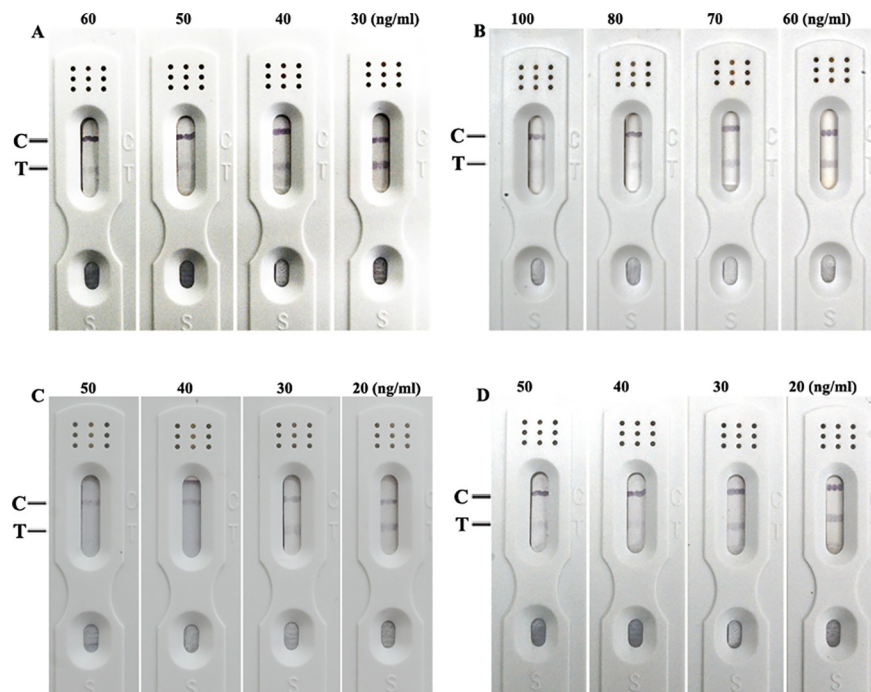 A 60 50 40 30 (ng/ml)
C C
T T
S S S S
B 100 80 70 60 (ng/ml)
C C
T T
S S S S
C 50 40 30 20 (ng/ml)
C C
T T
S S S S
D 50 40 30 20 (ng/ml)
C C
T T
S S S S